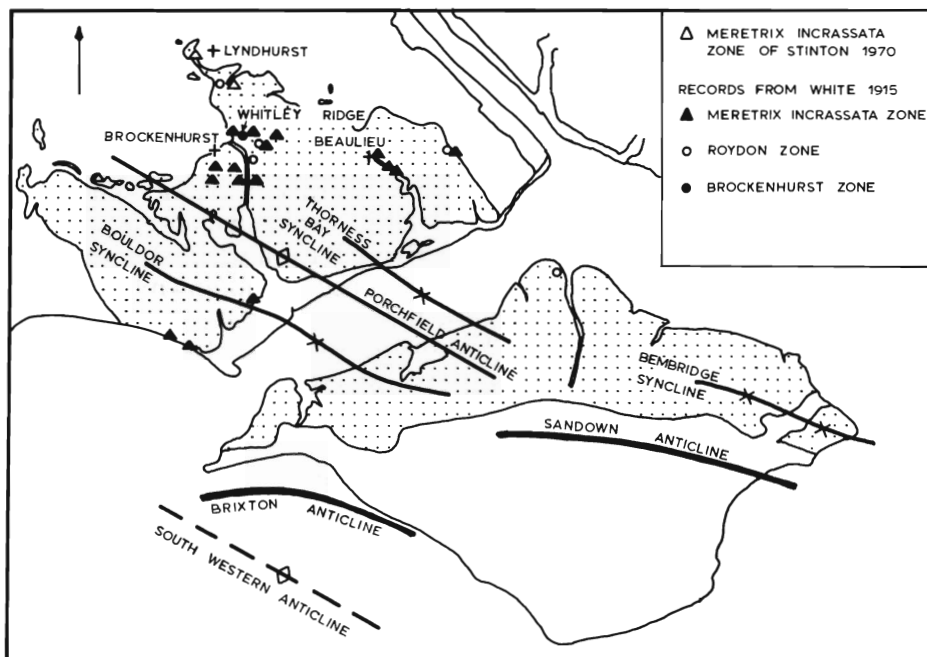 MERETRIX INCRASSATA
ZONE OF STINTON 1970
RECORDS FROM WHITE 1915
MERETRIX INCRASSATA ZONE
ROYDON ZONE
BROCKENHURST ZONE
LYNDHURST
WHITLEY RIDGE
BROCKENHURST
BEAULIEU
THORNESS
BAY
SYNCLINE
BOULDOR
SYNCLINE
PORCHFIELD ANTICLINE
BEMBRIDGE
SYNCLINE
SANDOWN ANTICLINE
BRIXTON ANTICLINE
SOUTH WESTERN ANTICLINE